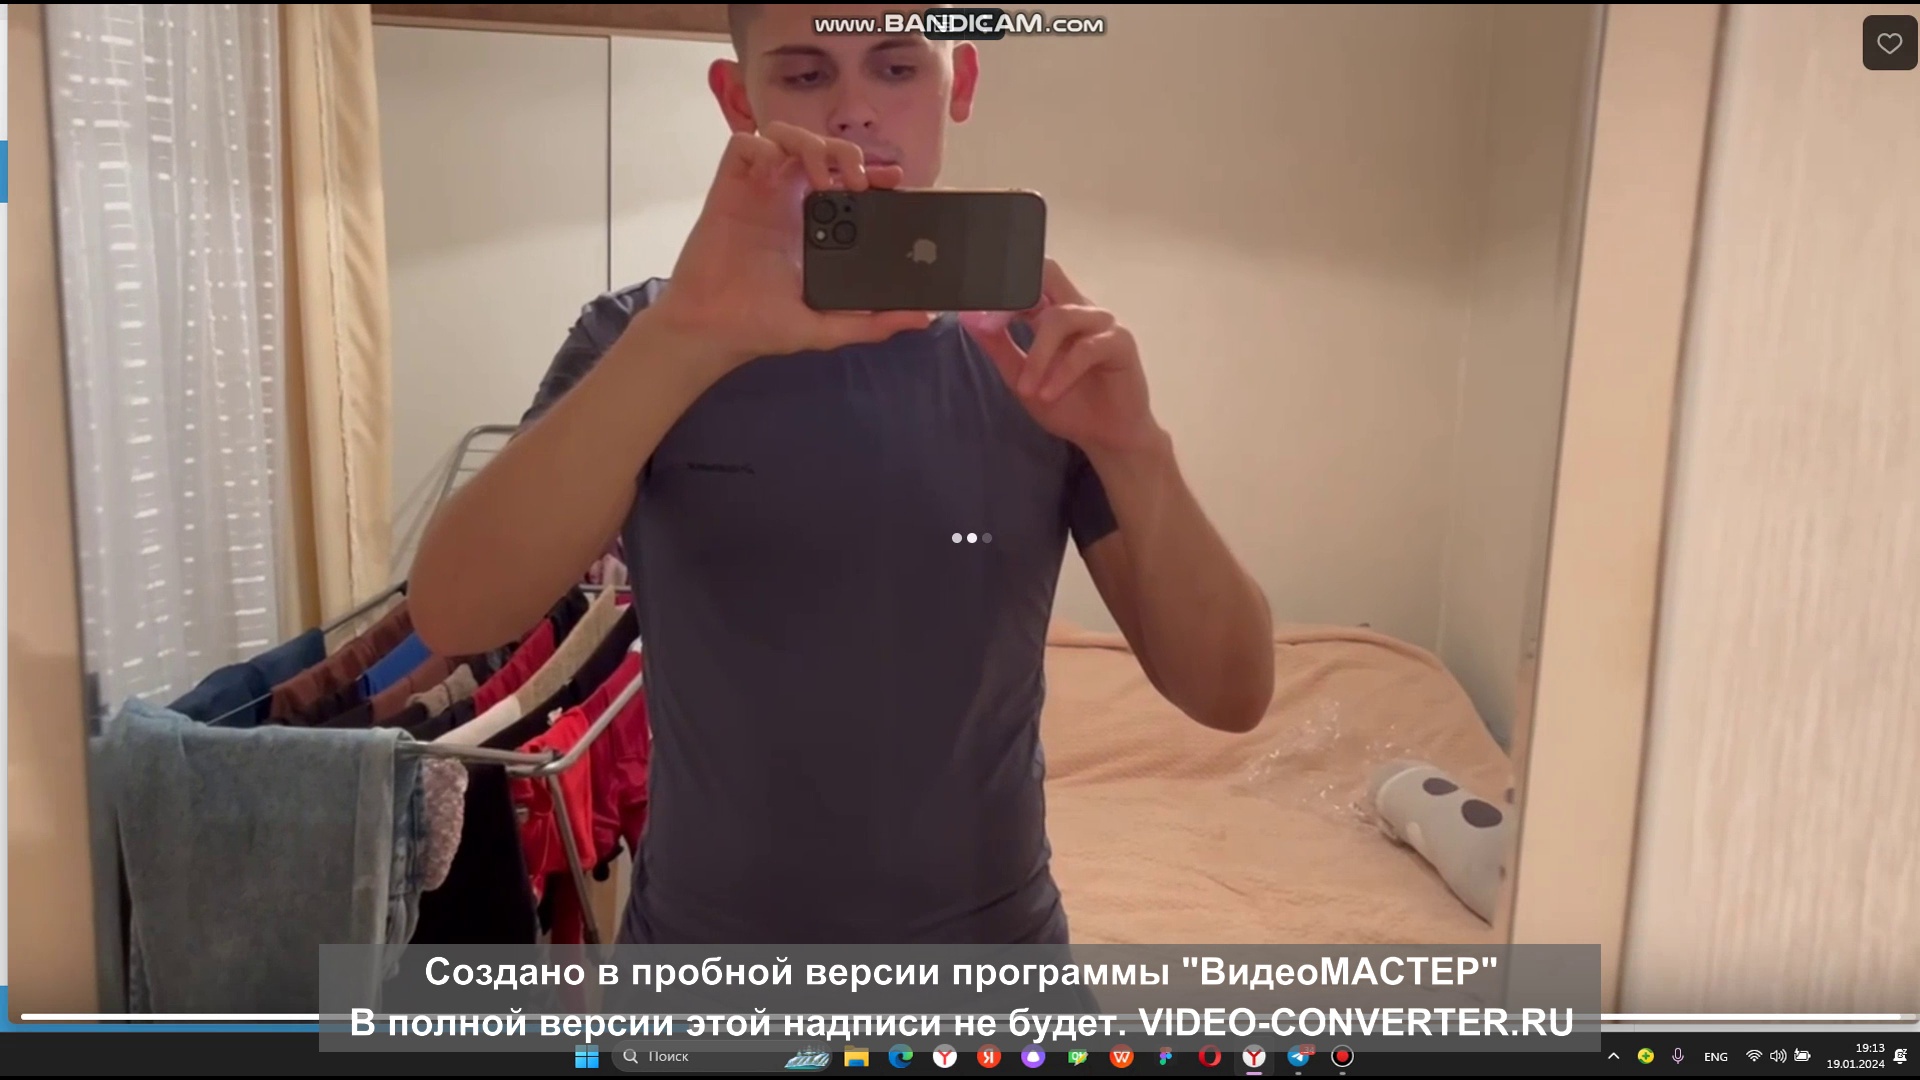 www.BANDICAM.com
Создано в пробной версии программы "ВидеоМАСТЕР"
В полной версии этой надписи не будет. VIDEO-CONVERTER.RU
Поиск
ENG
19:13
19.01.2024